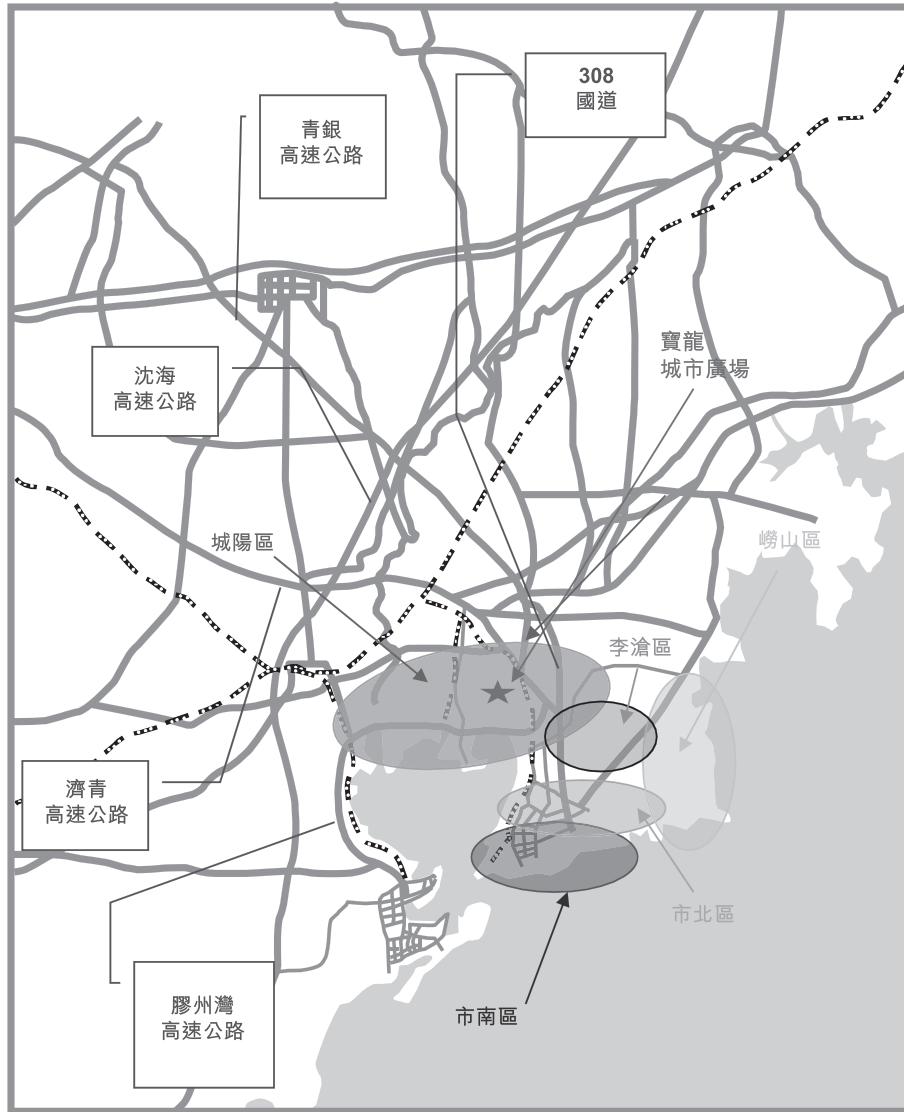 308
國道
青銀
高速公路
寶龍
城市廣場
沈海
高速公路
城陽區
嶗山區
李滄區
濟青
高速公路
市北區
膠州灣
高速公路
市南區